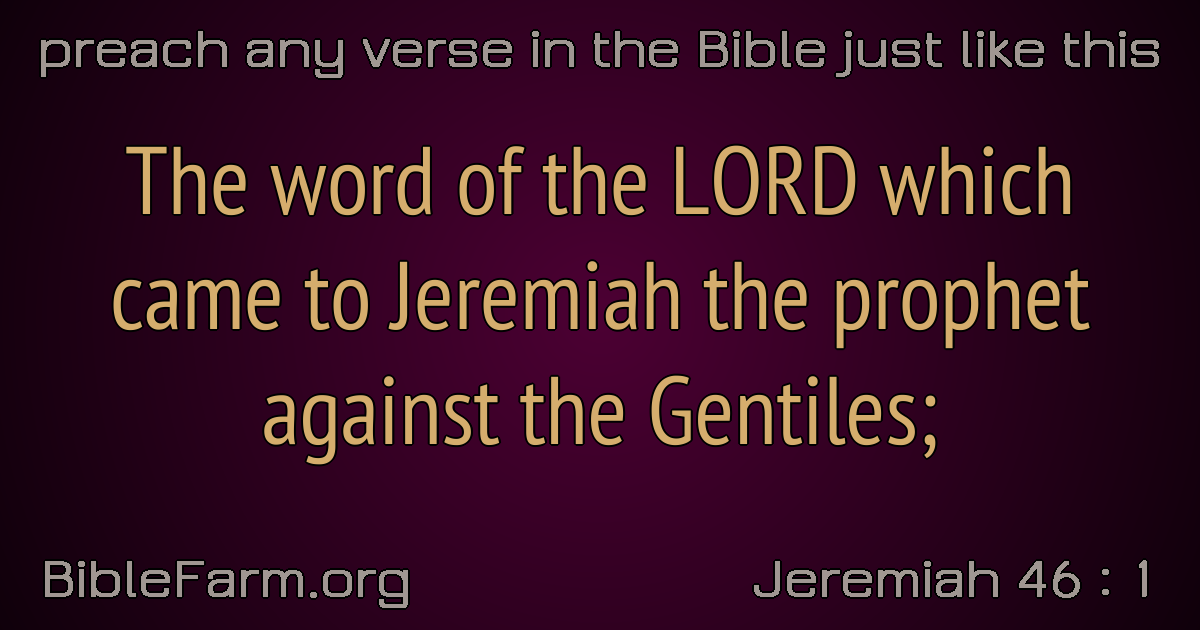 preach any verse in the Bible just like this
The word of the LORD which
came to Jeremiah the prophet
against the Gentiles;
BibleFarm.org
Jeremiah 46 : 1